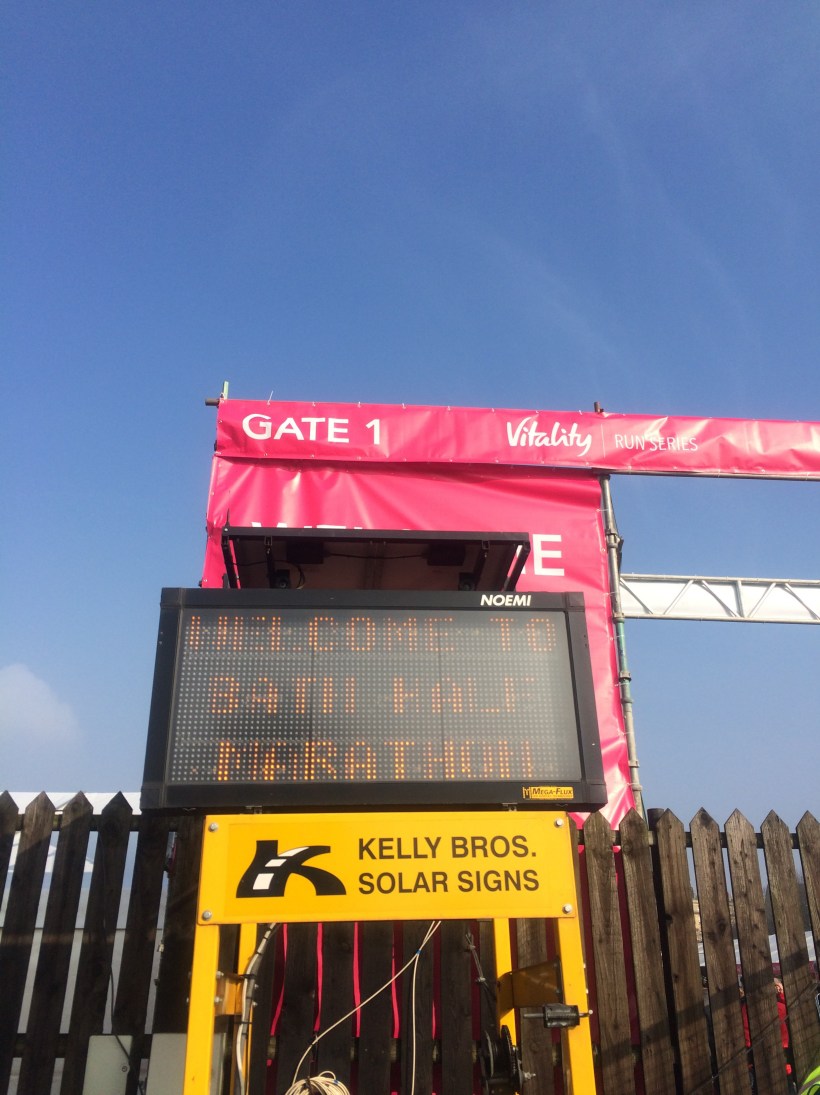 GATE 1
Vitality RUN SERIES
NOEMI
WELCOME TO
BATH HALF
MARATHON
MEGA-FLUX
KELLY BROS.
SOLAR SIGNS